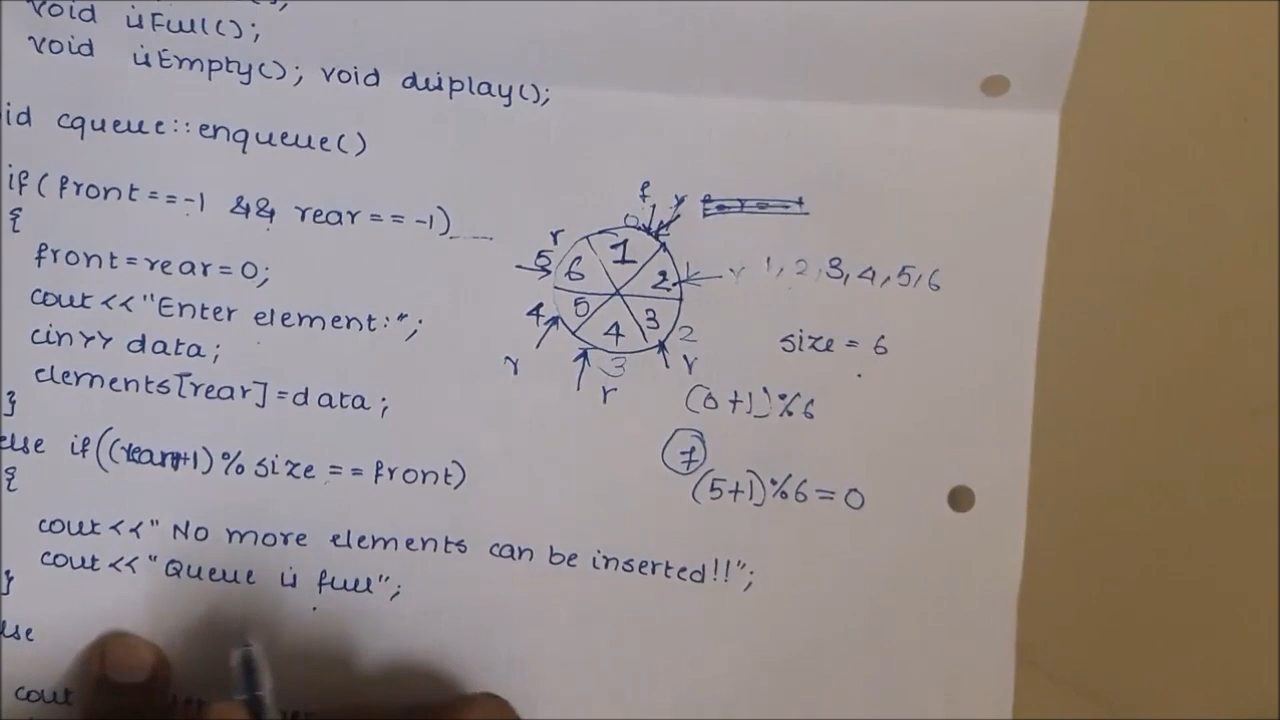 void isFull();
void isEmpty(); void display();
id cqueue::enqueue()
if(front==-1 && rear==-1)
{
front=rear=0;
cout<<"Enter element:";
cin>> data;
elements[rear]=data;
}
else if((rear+1)%size==front)
{
cout<<"No more elements can be inserted!!";
cout<<"Queue is full";
}
lse
cout
f r
0
r 5
1 2 3 4 5 6
r
1, 2, 3, 4, 5, 6
4
2
r
3
r
r
size = 6
(0+1)%6
7
(5+1)%6=0